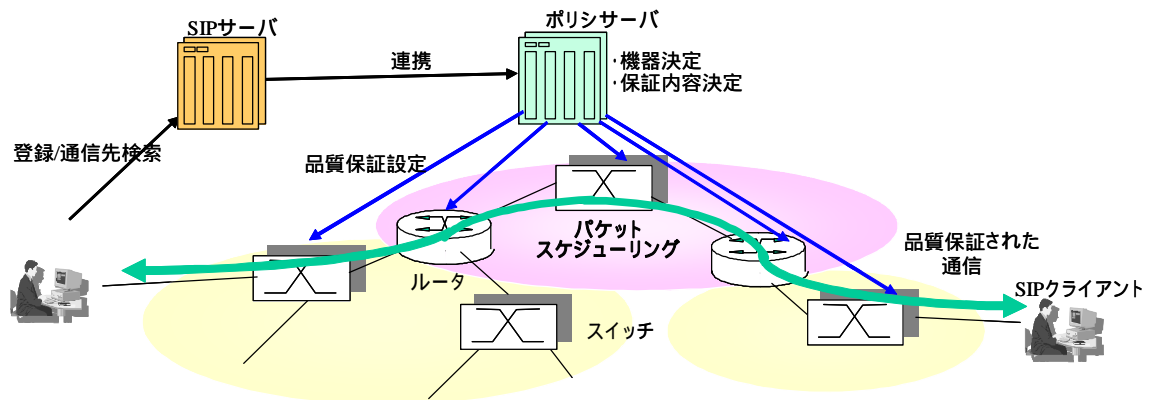 SIPサーバ
ポリシサーバ
連携
・機器決定
・保証内容決定
登録/通信先検索
品質保証設定
パケット
スケジューリング
品質保証された
通信
ルータ
SIPクライアント
スイッチ